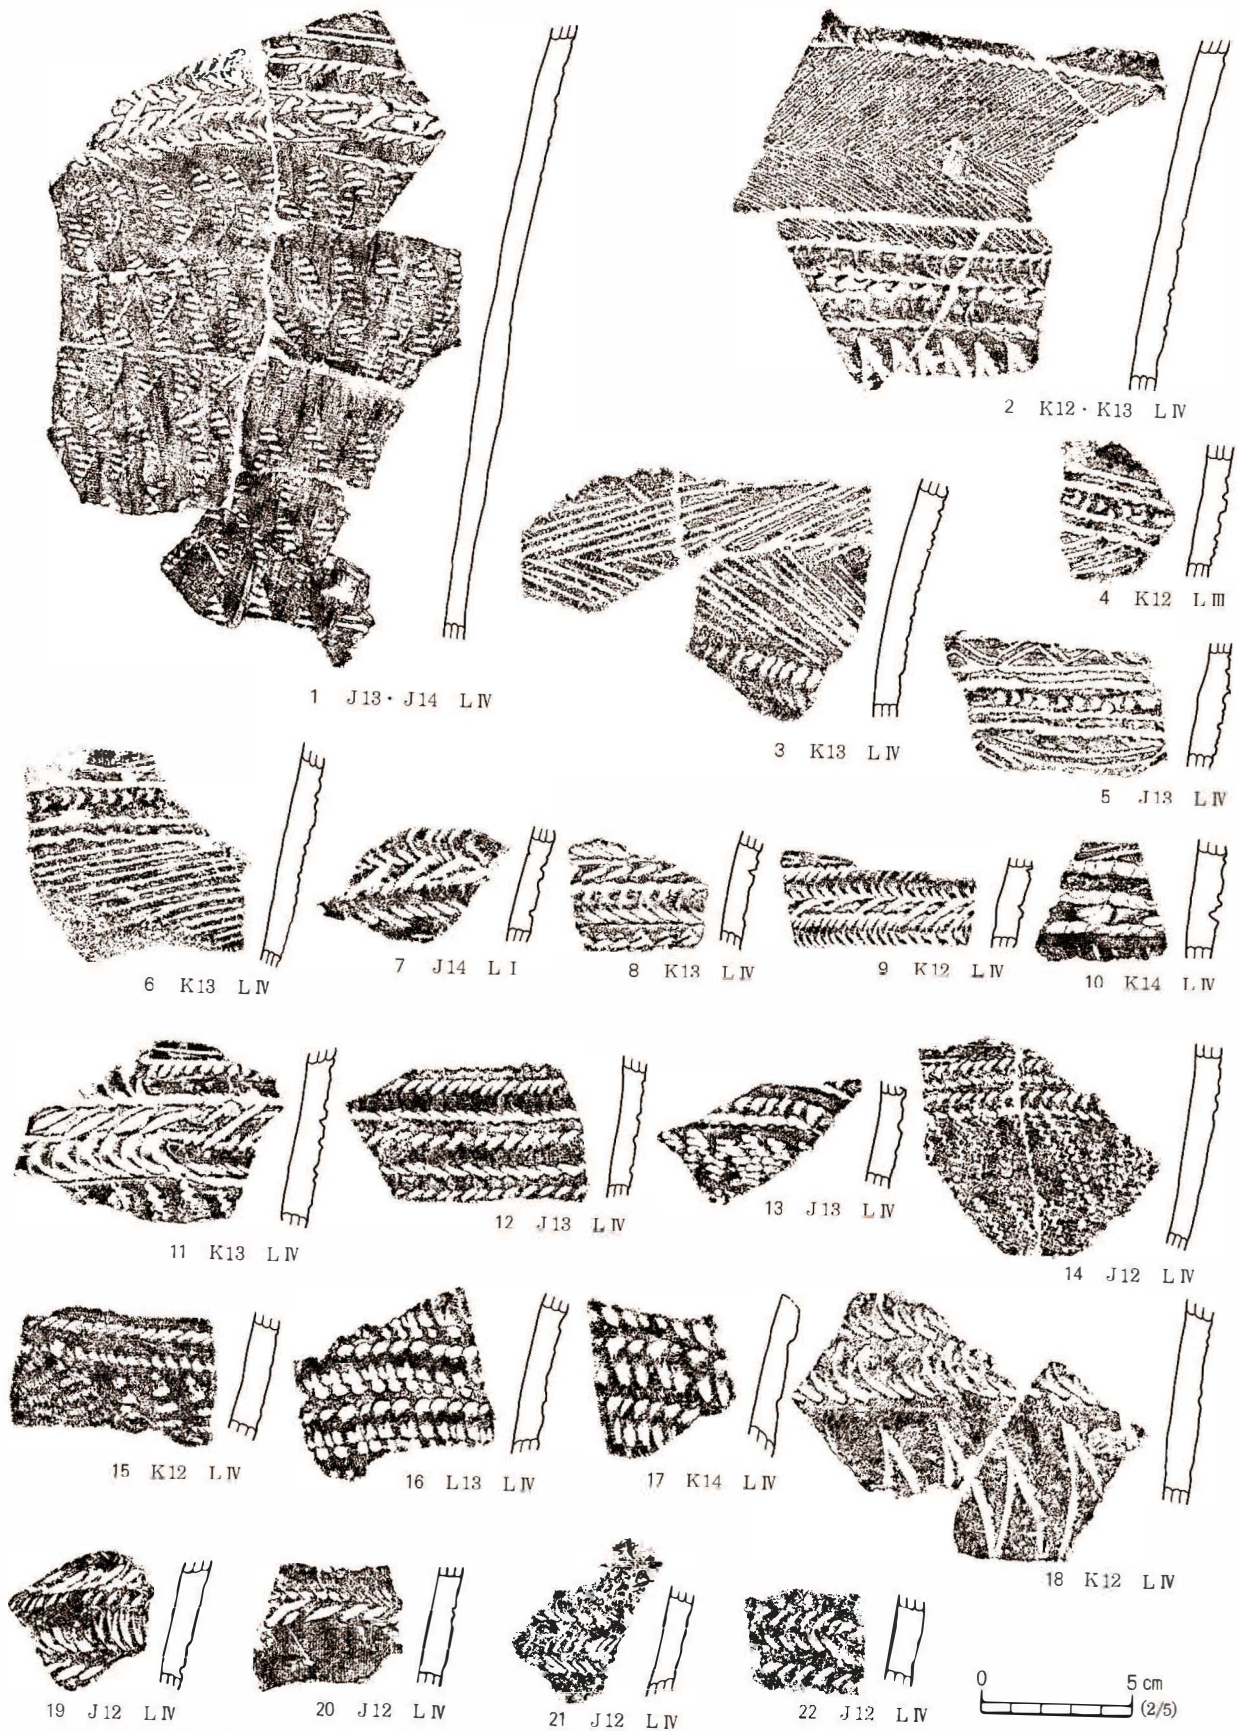 2 K12・K13 LⅣ
4 K12 LⅢ
1 J13・J14 LⅣ
3 K13 LⅣ
5 J13 LⅣ
6 K13 LⅣ
7 J14 LⅠ
8 K13 LⅣ
9 K12 LⅣ
10 K14 LⅣ
11 K13 LⅣ
12 J13 LⅣ
13 J13 LⅣ
14 J12 LⅣ
15 K12 LⅣ
16 L13 LⅣ
17 K14 LⅣ
18 K12 LⅣ
19 J12 LⅣ
20 J12 LⅣ
21 J12 LⅣ
22 J12 LⅣ
0 5 cm
(2/5)